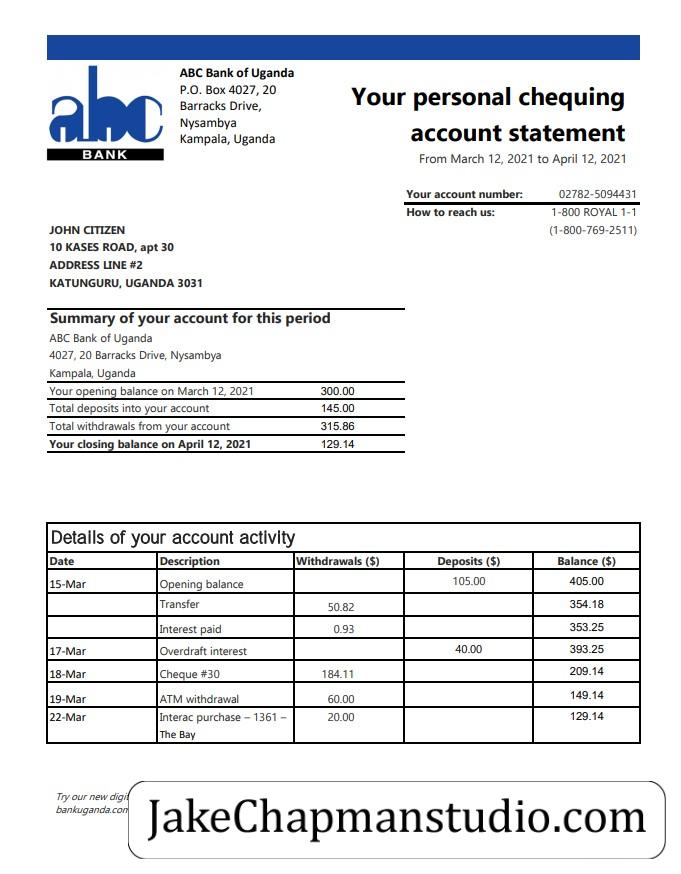 abc
BANK
ABC Bank of Uganda
P.O. Box 4027, 20
Barracks Drive,
Nysambya
Kampala, Uganda
Your personal chequing
account statement
From March 12, 2021 to April 12, 2021
Your account number: 02782-5094431
How to reach us: 1-800 ROYAL 1-1
(1-800-769-2511)
JOHN CITIZEN
10 KASES ROAD, apt 30
ADDRESS LINE #2
KATUNGURU, UGANDA 3031
Summary of your account for this period
ABC Bank of Uganda
4027, 20 Barracks Drive, Nysambya
Kampala, Uganda
Your opening balance on March 12, 2021 300.00
Total deposits into your account 145.00
Total withdrawals from your account 315.86
Your closing balance on April 12, 2021 129.14
Details of your account activity
Date Description Withdrawals ($) Deposits ($) Balance ($)
15-Mar Opening balance 105.00 405.00
Transfer 50.82 354.18
Interest paid 0.93 353.25
17-Mar Overdraft interest 40.00 393.25
18-Mar Cheque #30 184.11 209.14
19-Mar ATM withdrawal 60.00 149.14
22-Mar Interac purchase – 1361 – 20.00 129.14
The Bay
Try our new
JakeChapmanstudio.com